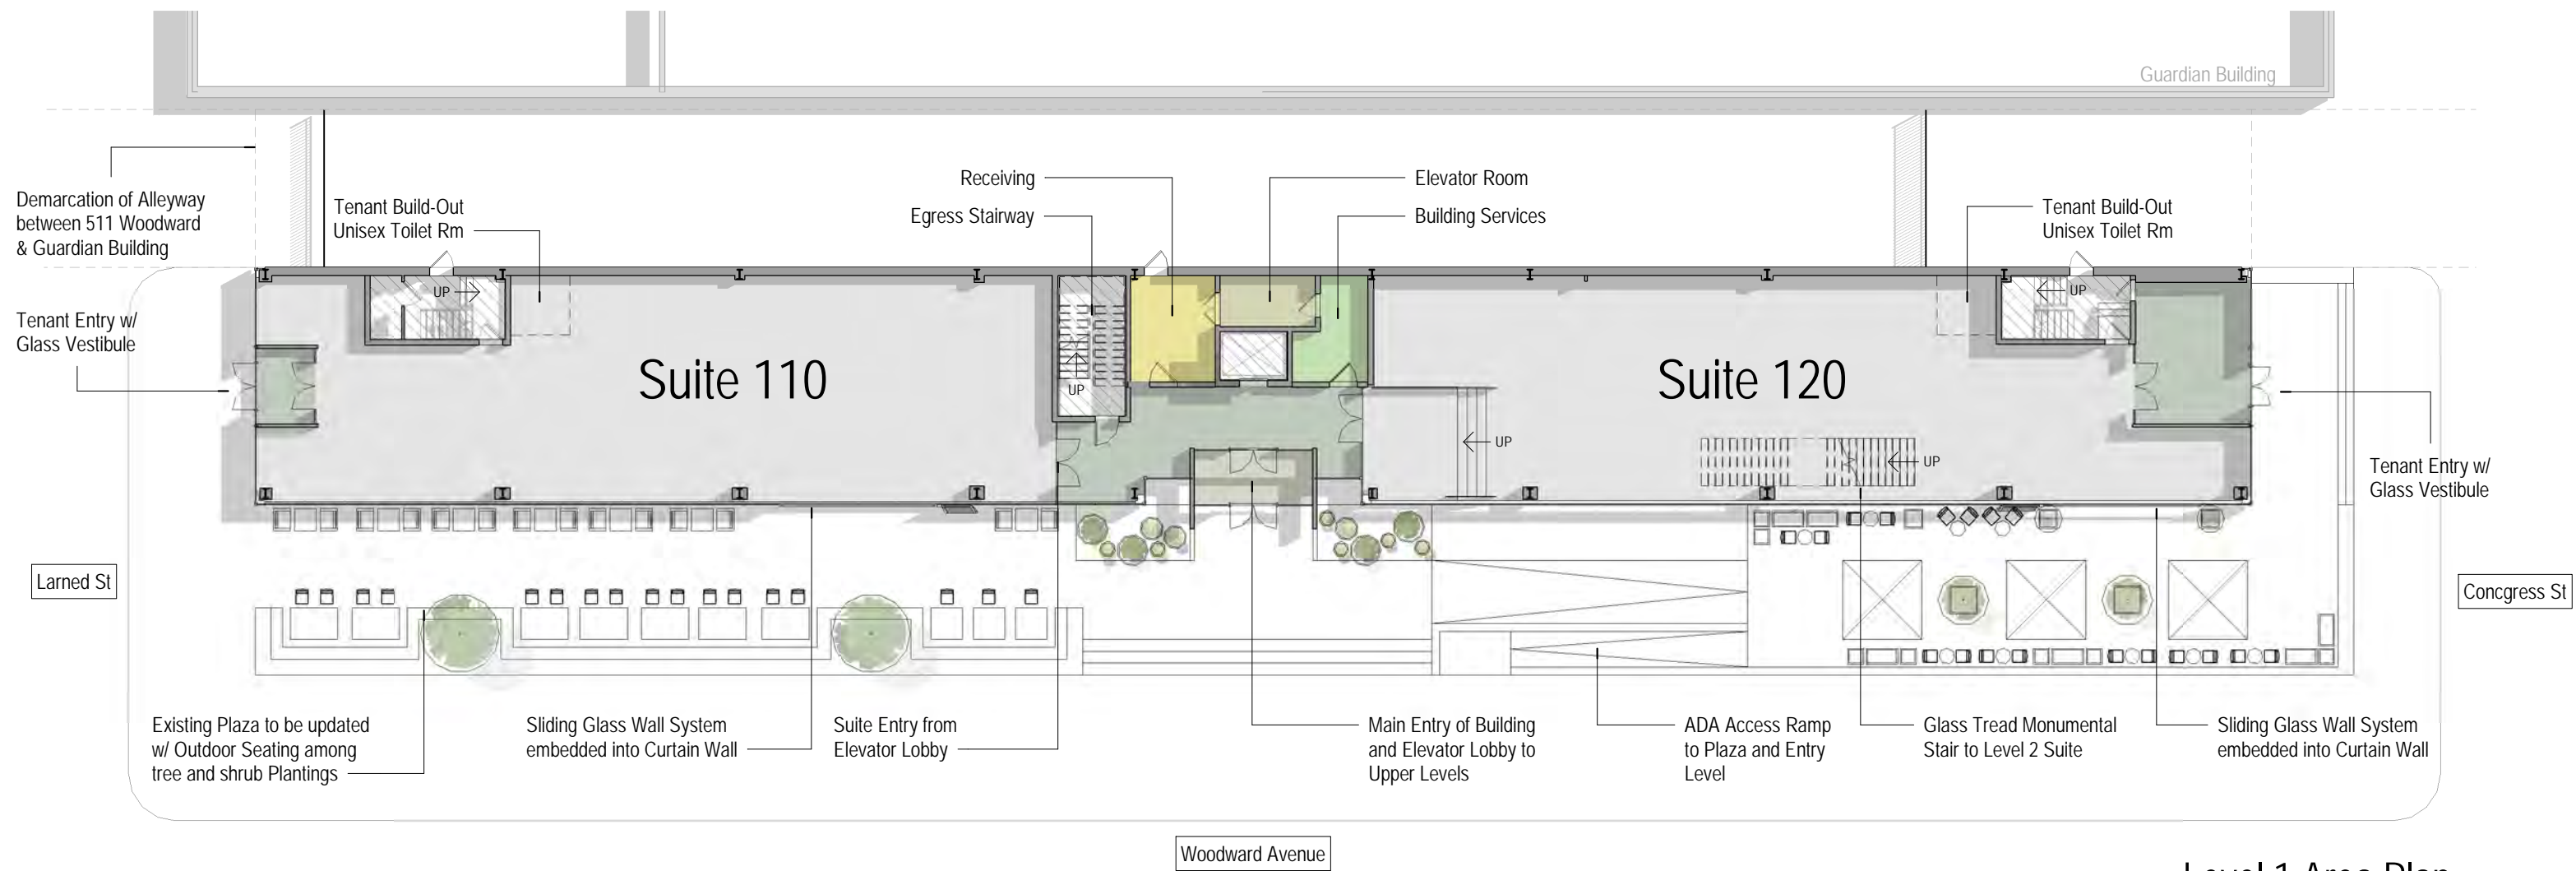 Guardian Building
Receiving
Elevator Room
Demarcation of Alleyway
between 511 Woodward
& Guardian Building
Tenant Build-Out
Unisex Toilet Rm
Egress Stairway
Building Services
Tenant Build-Out
Unisex Toilet Rm
UP
UP
Tenant Entry w/
Glass Vestibule
Suite 110
UP
Suite 120
UP
UP
Tenant Entry w/
Glass Vestibule
Larned St
Concgress St
Existing Plaza to be updated
w/ Outdoor Seating among
tree and shrub Plantings
Sliding Glass Wall System
embedded into Curtain Wall
Suite Entry from
Elevator Lobby
Main Entry of Building
and Elevator Lobby to
Upper Levels
ADA Access Ramp
to Plaza and Entry
Level
Glass Tread Monumental
Stair to Level 2 Suite
Sliding Glass Wall System
embedded into Curtain Wall
Woodward Avenue
Level 1 Area Plan